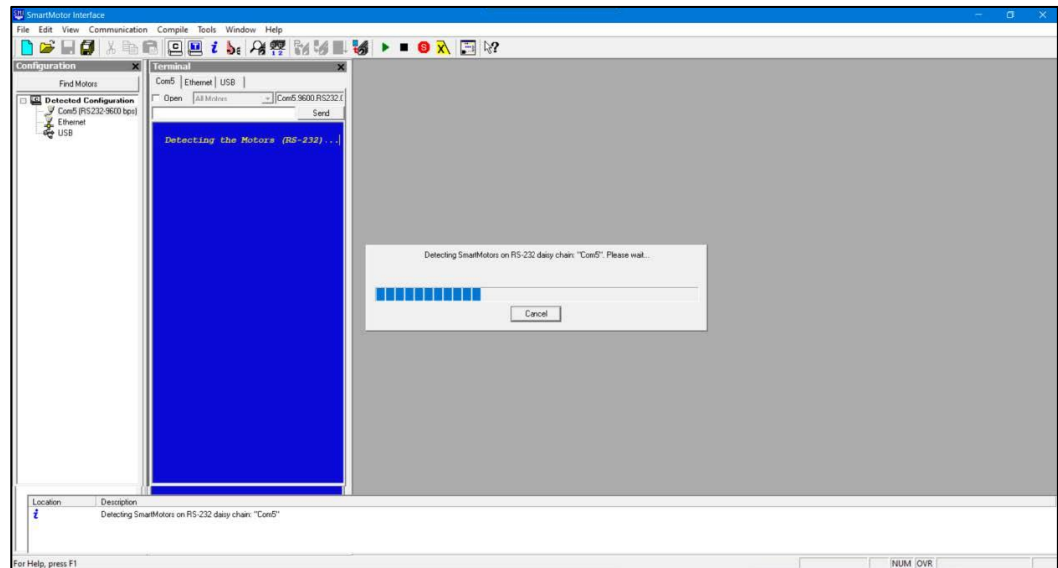 SmartMotor Interface
File Edit View Communication Compile Tools Window Help
Configuration
Find Motors
Detected Configuration
Com5 (RS232-9600 bps)
Ethernet
USB
Terminal
Com5 Ethernet USB
Open All Motors Com5:9600:RS232:(
Send
Detecting the Motors (RS-232)...
Detecting SmartMotors on RS-232 daisy chain: "Com5". Please wait...
Cancel
Location Description
Detecting SmartMotors on RS-232 daisy chain: "Com5"
For Help, press F1
NUM OVR